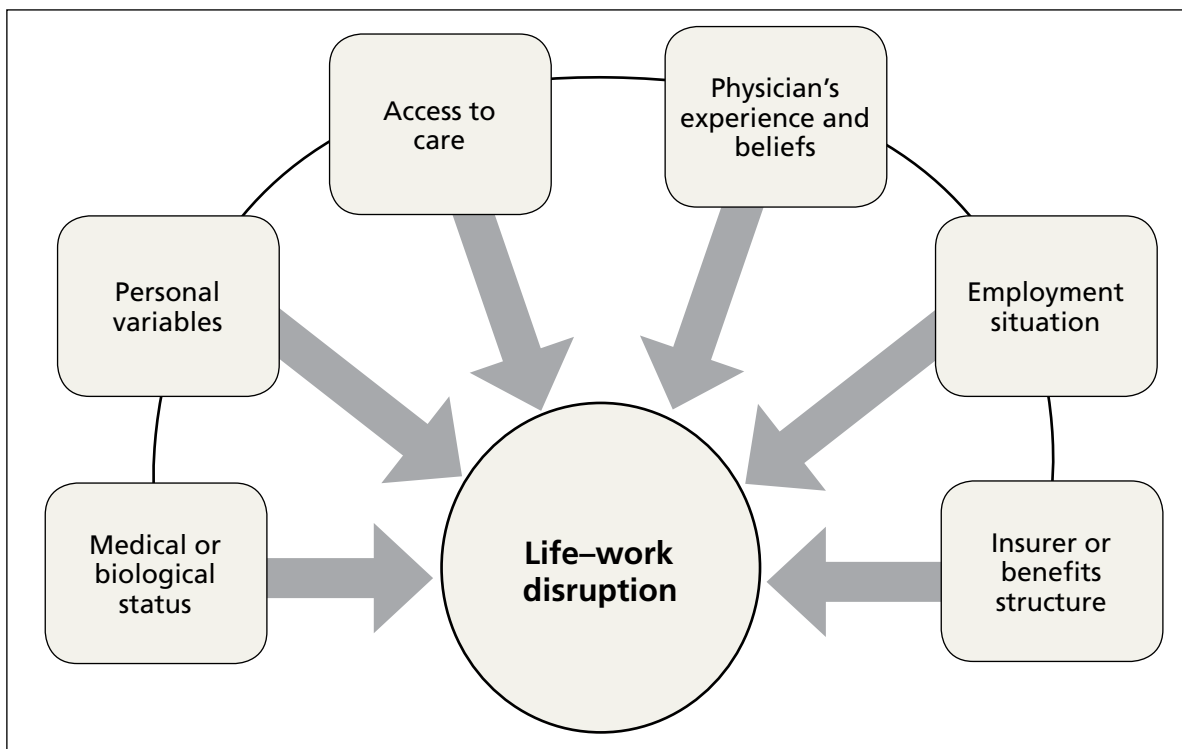 Access to
care
Physician's
experience and
beliefs
Personal
variables
Employment
situation
Medical or
biological
status
Life–work
disruption
Insurer or
benefits
structure